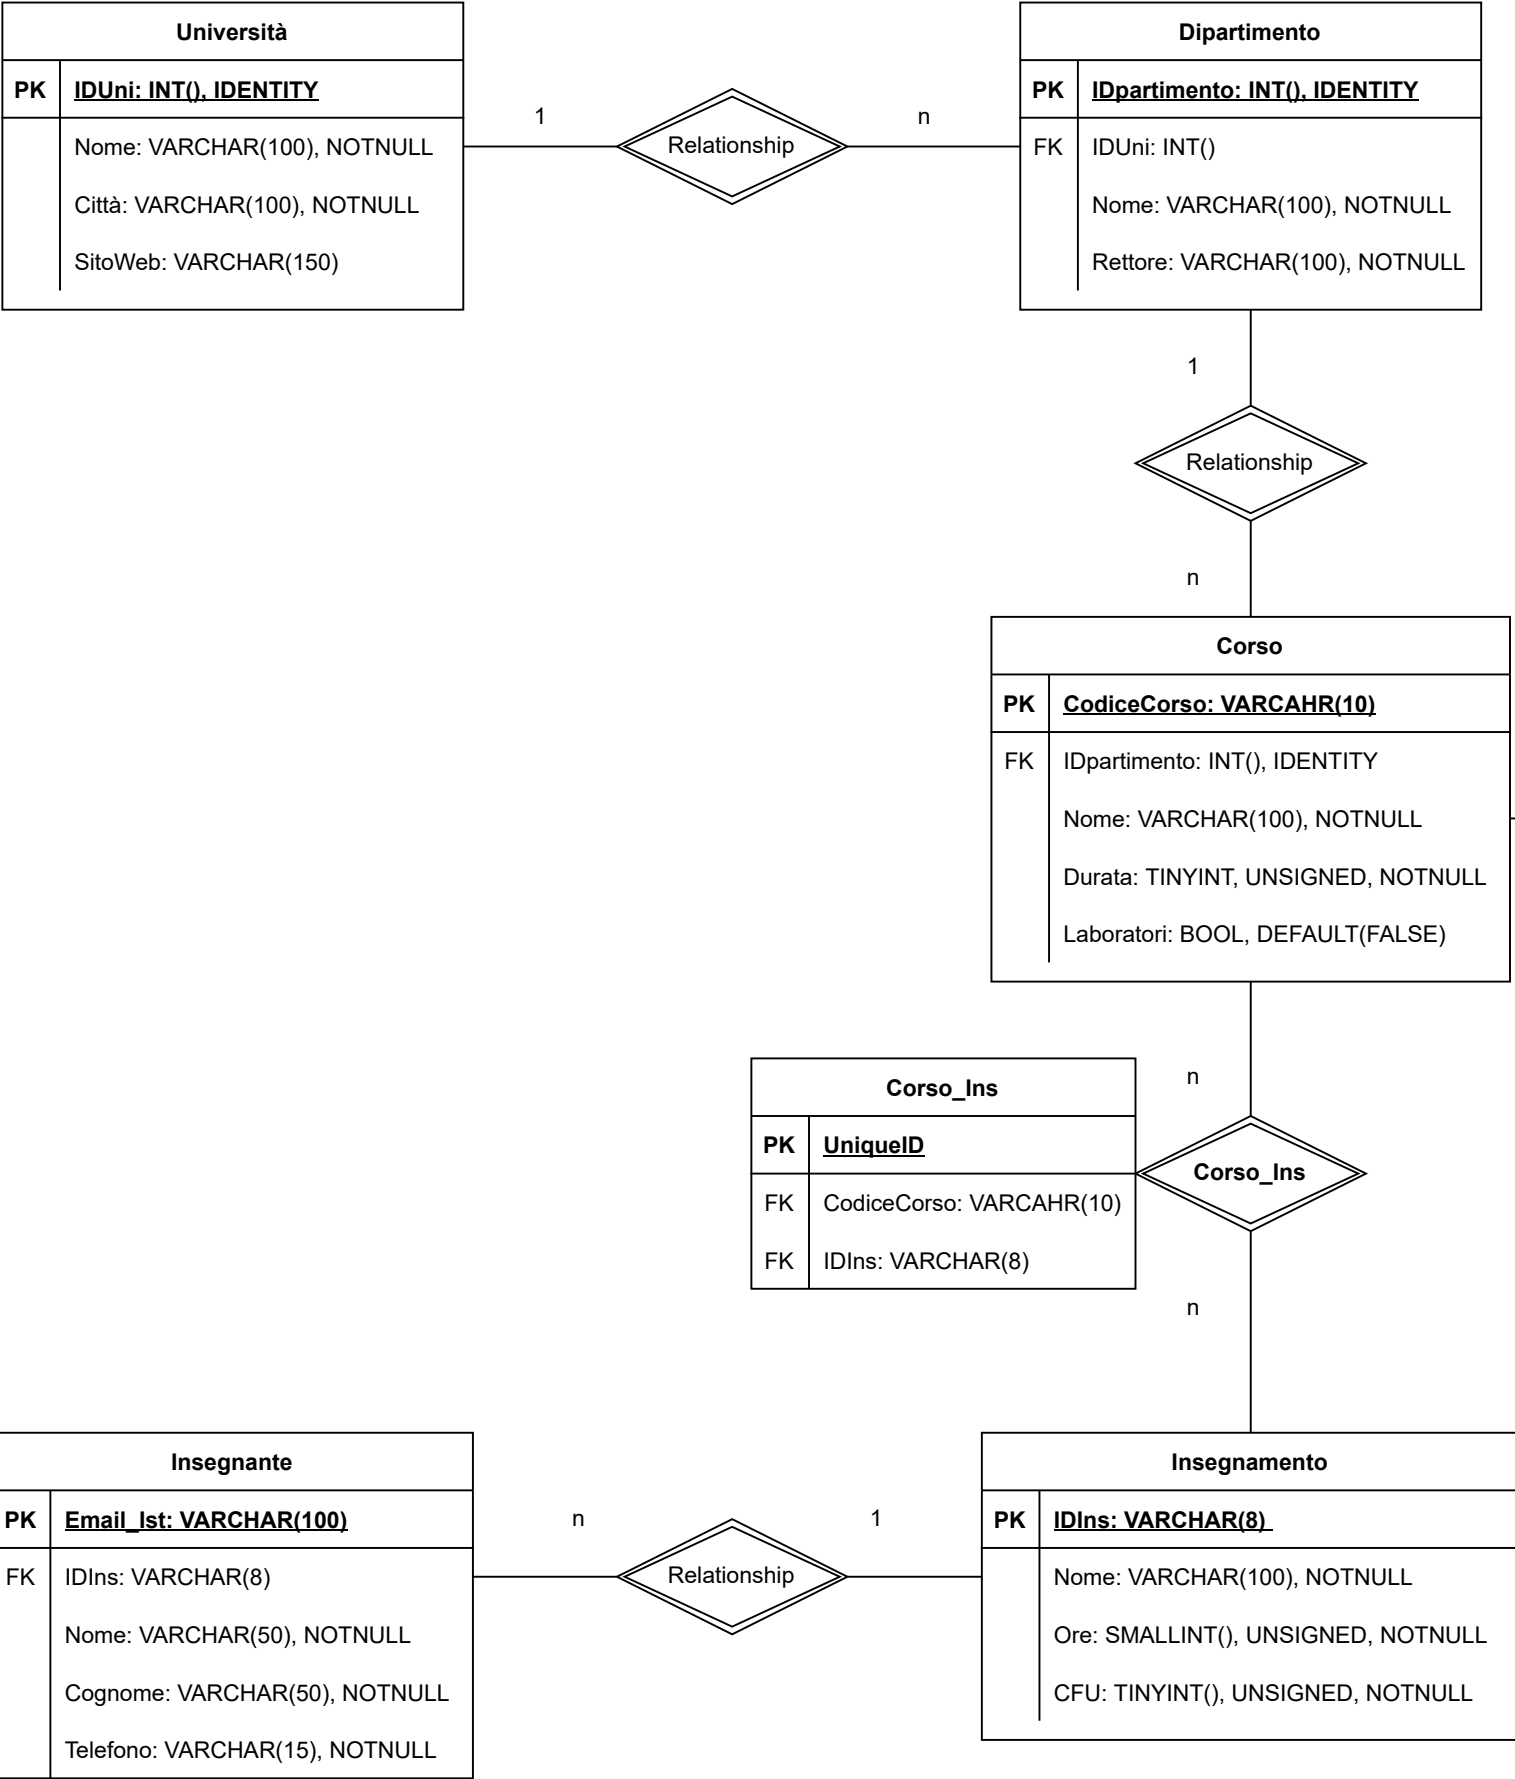 Università
PK IDUni: INT(), IDENTITY
Nome: VARCHAR(100), NOTNULL
Città: VARCHAR(100), NOTNULL
SitoWeb: VARCHAR(150)
1
Relationship
n
Dipartimento
PK IDpartimento: INT(), IDENTITY
FK IDUni: INT()
Nome: VARCHAR(100), NOTNULL
Rettore: VARCHAR(100), NOTNULL
1
Relationship
n
Corso
PK CodiceCorso: VARCAHR(10)
FK IDpartimento: INT(), IDENTITY
Nome: VARCHAR(100), NOTNULL
Durata: TINYINT, UNSIGNED, NOTNULL
Laboratori: BOOL, DEFAULT(FALSE)
n
Corso_Ins
PK UniqueID
FK CodiceCorso: VARCAHR(10)
FK IDIns: VARCHAR(8)
Corso_Ins
n
Insegnante
PK Email_Ist: VARCHAR(100)
FK IDIns: VARCHAR(8)
Nome: VARCHAR(50), NOTNULL
Cognome: VARCHAR(50), NOTNULL
Telefono: VARCHAR(15), NOTNULL
n
Relationship
1
Insegnamento
PK IDIns: VARCHAR(8)
Nome: VARCHAR(100), NOTNULL
Ore: SMALLINT(), UNSIGNED, NOTNULL
CFU: TINYINT(), UNSIGNED, NOTNULL